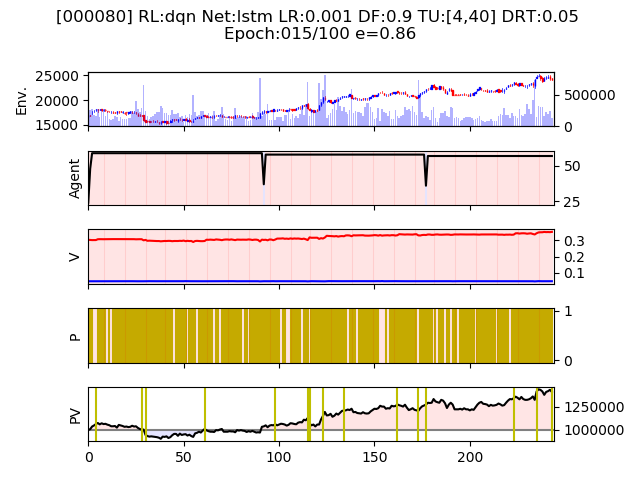 [000080] RL:dqn Net:lstm LR:0.001 DF:0.9 TU:[4,40] DRT:0.05
Epoch:015/100 e=0.86
Env.
25000
20000
15000
500000
0
Agent
50
25
V
0.3
0.2
0.1
P
1
0
PV
1250000
1000000
0 50 100 150 200